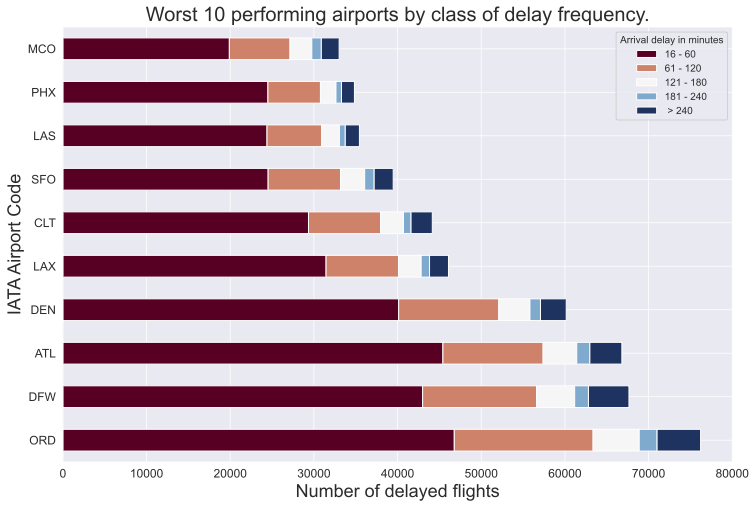 Worst 10 performing airports by class of delay frequency.
Arrival delay in minutes
16 - 60
61 - 120
121 - 180
181 - 240
> 240
IATA Airport Code
MCO
PHX
LAS
SFO
CLT
LAX
DEN
ATL
DFW
ORD
0 10000 20000 30000 40000 50000 60000 70000 80000
Number of delayed flights